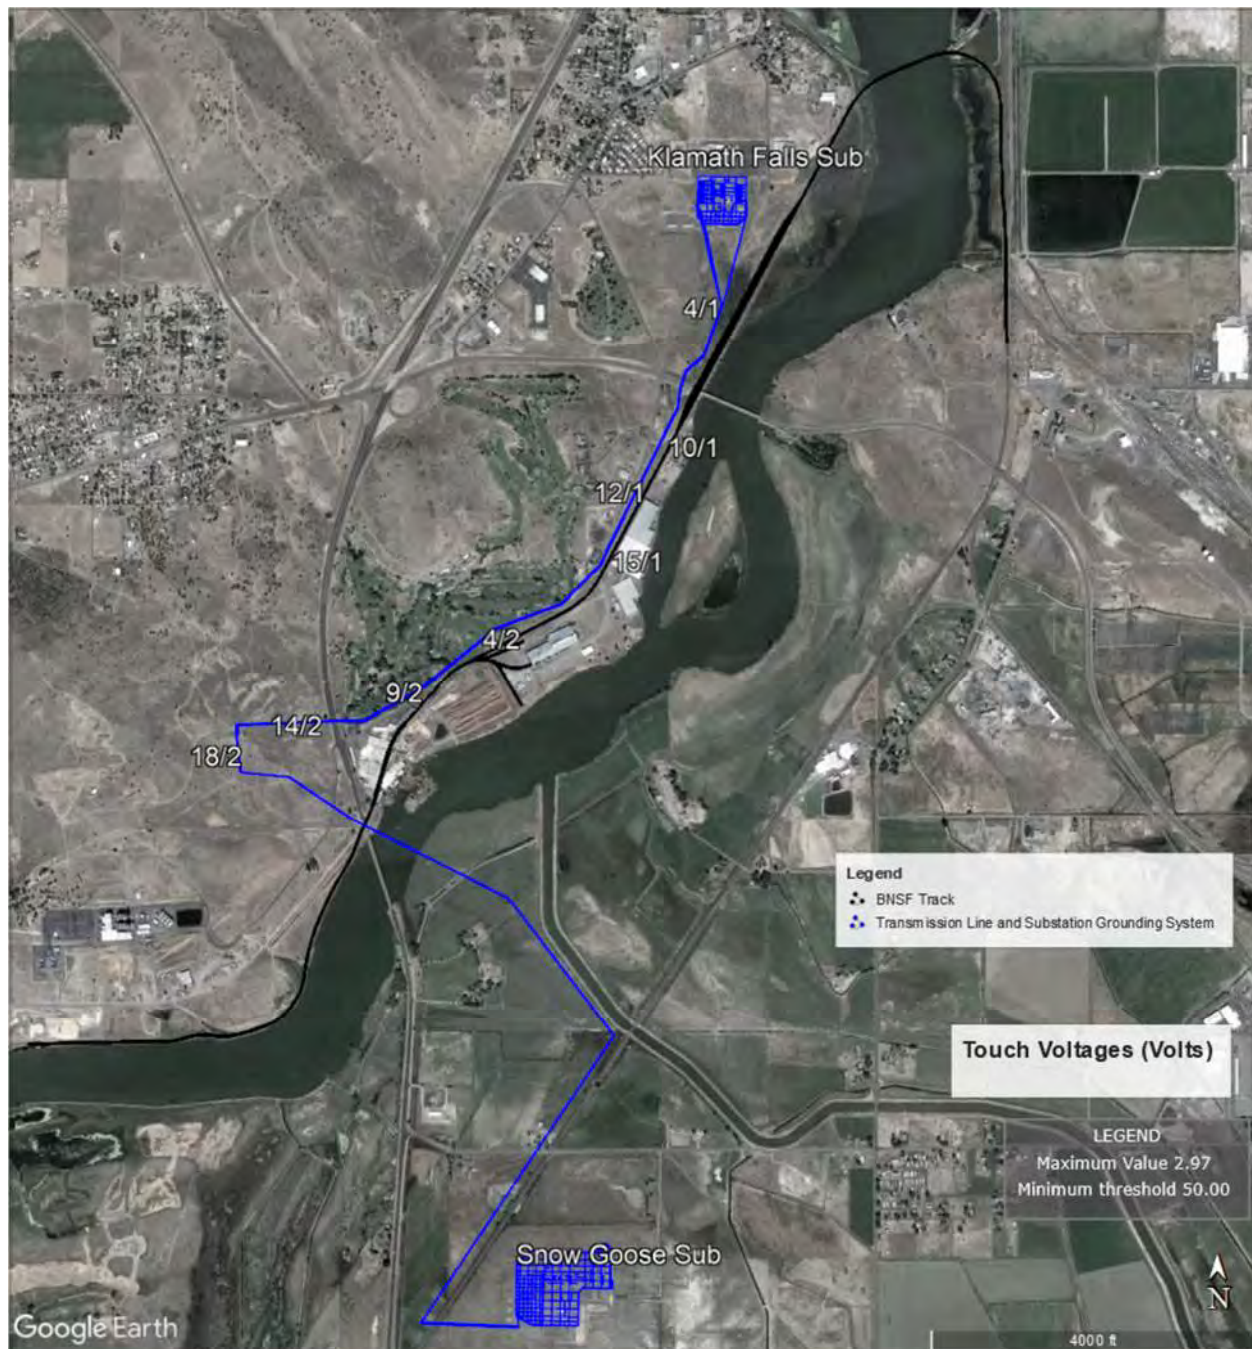 Klamath Falls Sub
4/1
10/1
12/1
15/1
4/2
9/2
14/2
18/2
Legend
BNSF Track
Transmission Line and Substation Grounding System
Touch Voltages (Volts)
LEGEND
Maximum Value 2.97
Minimum threshold 50.00
Snow Goose Sub
N
Google Earth
4000 ft